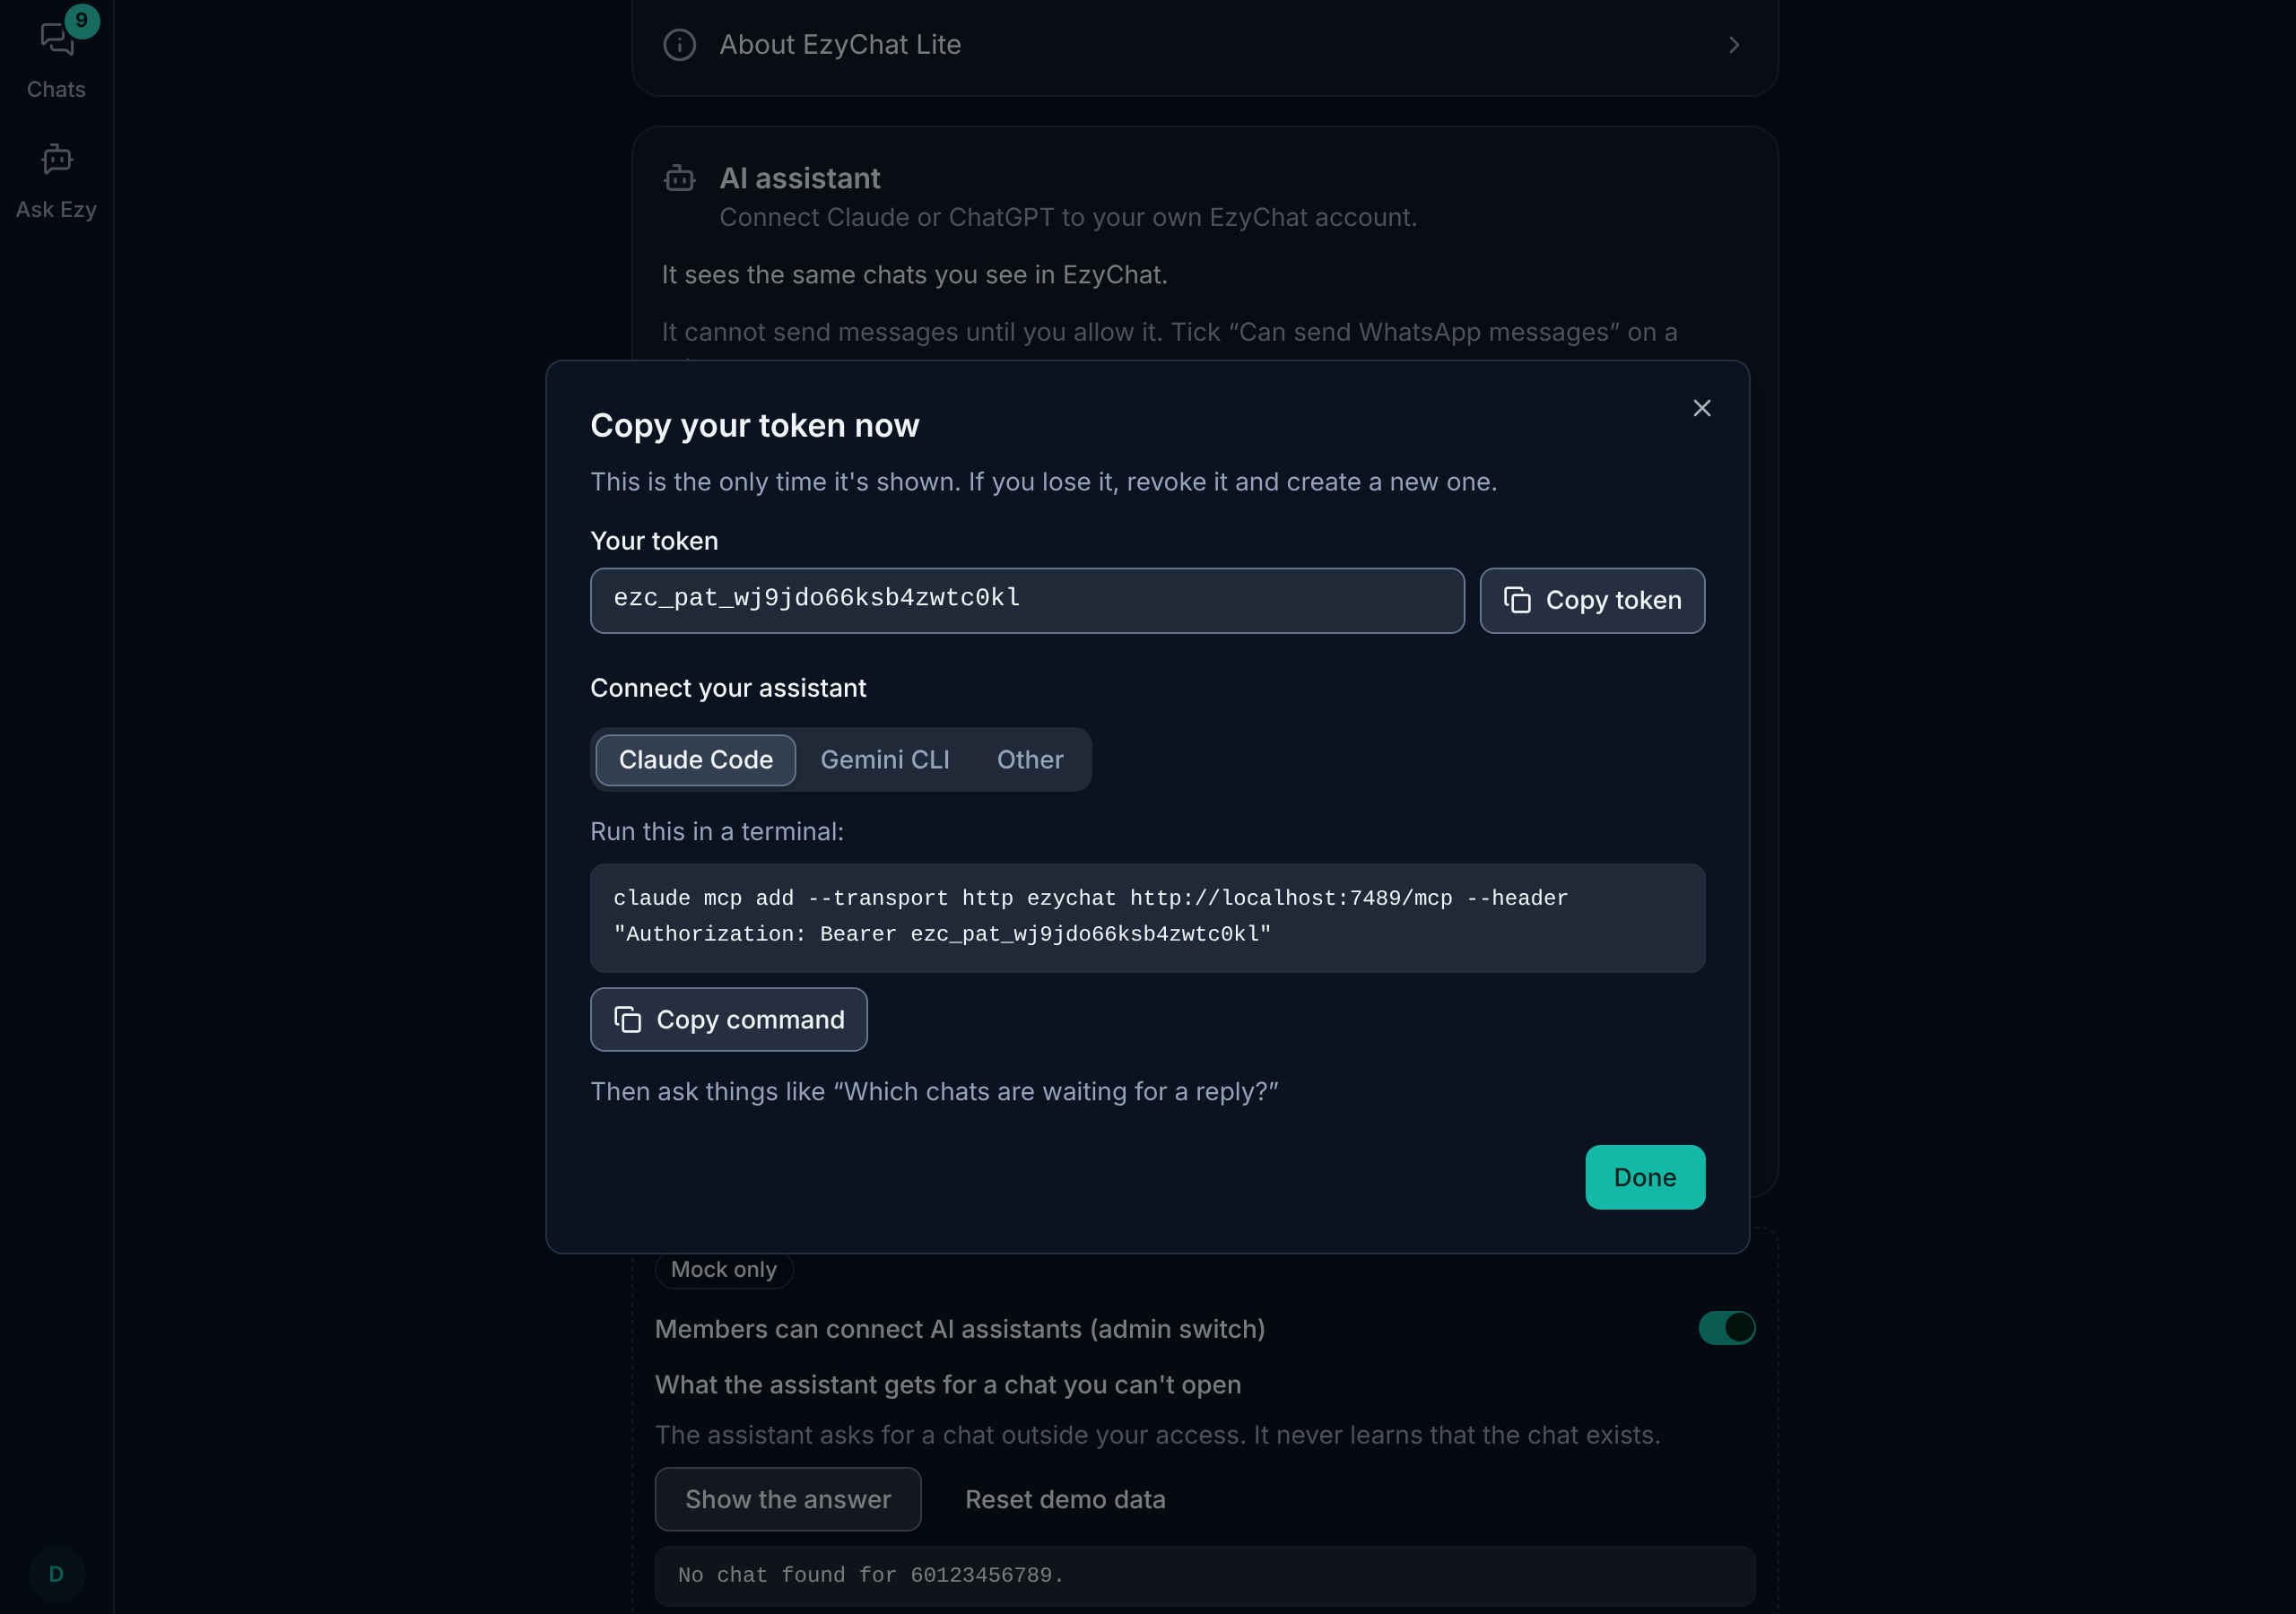 9
Chats
Ask Ezy
About EzyChat Lite
AI assistant
Connect Claude or ChatGPT to your own EzyChat account.
It sees the same chats you see in EzyChat.
It cannot send messages until you allow it. Tick “Can send WhatsApp messages” on a
Copy your token now
This is the only time it's shown. If you lose it, revoke it and create a new one.
Your token
ezc_pat_wj9jdo66ksb4zwtc0kl
Copy token
Connect your assistant
Claude Code
Gemini CLI
Other
Run this in a terminal:
claude mcp add --transport http ezychat http://localhost:7489/mcp --header
"Authorization: Bearer ezc_pat_wj9jdo66ksb4zwtc0kl"
Copy command
Then ask things like “Which chats are waiting for a reply?”
Done
Mock only
Members can connect AI assistants (admin switch)
What the assistant gets for a chat you can't open
The assistant asks for a chat outside your access. It never learns that the chat exists.
Show the answer
Reset demo data
No chat found for 60123456789.
D